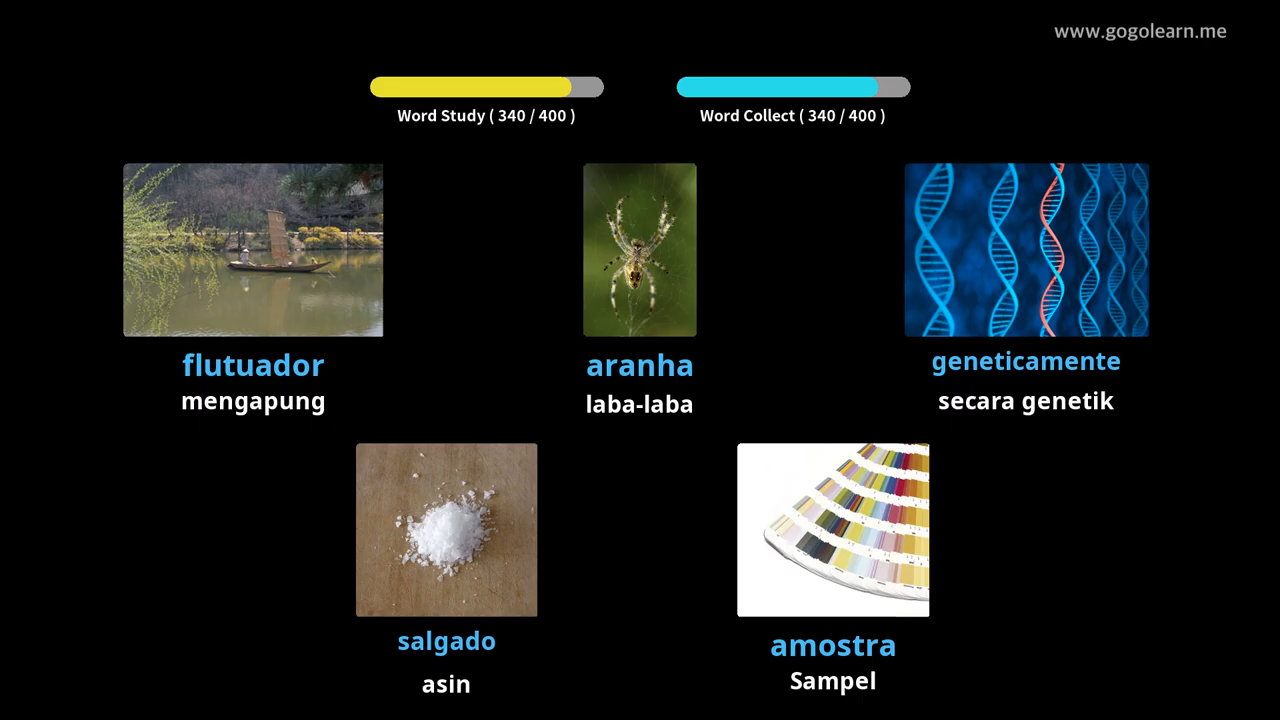 www.gogolearn.me
Word Study ( 340 / 400 )
Word Collect ( 340 / 400 )
flutuador
mengapung
aranha
laba-laba
geneticamente
secara genetik
salgado
asin
amostra
Sampel